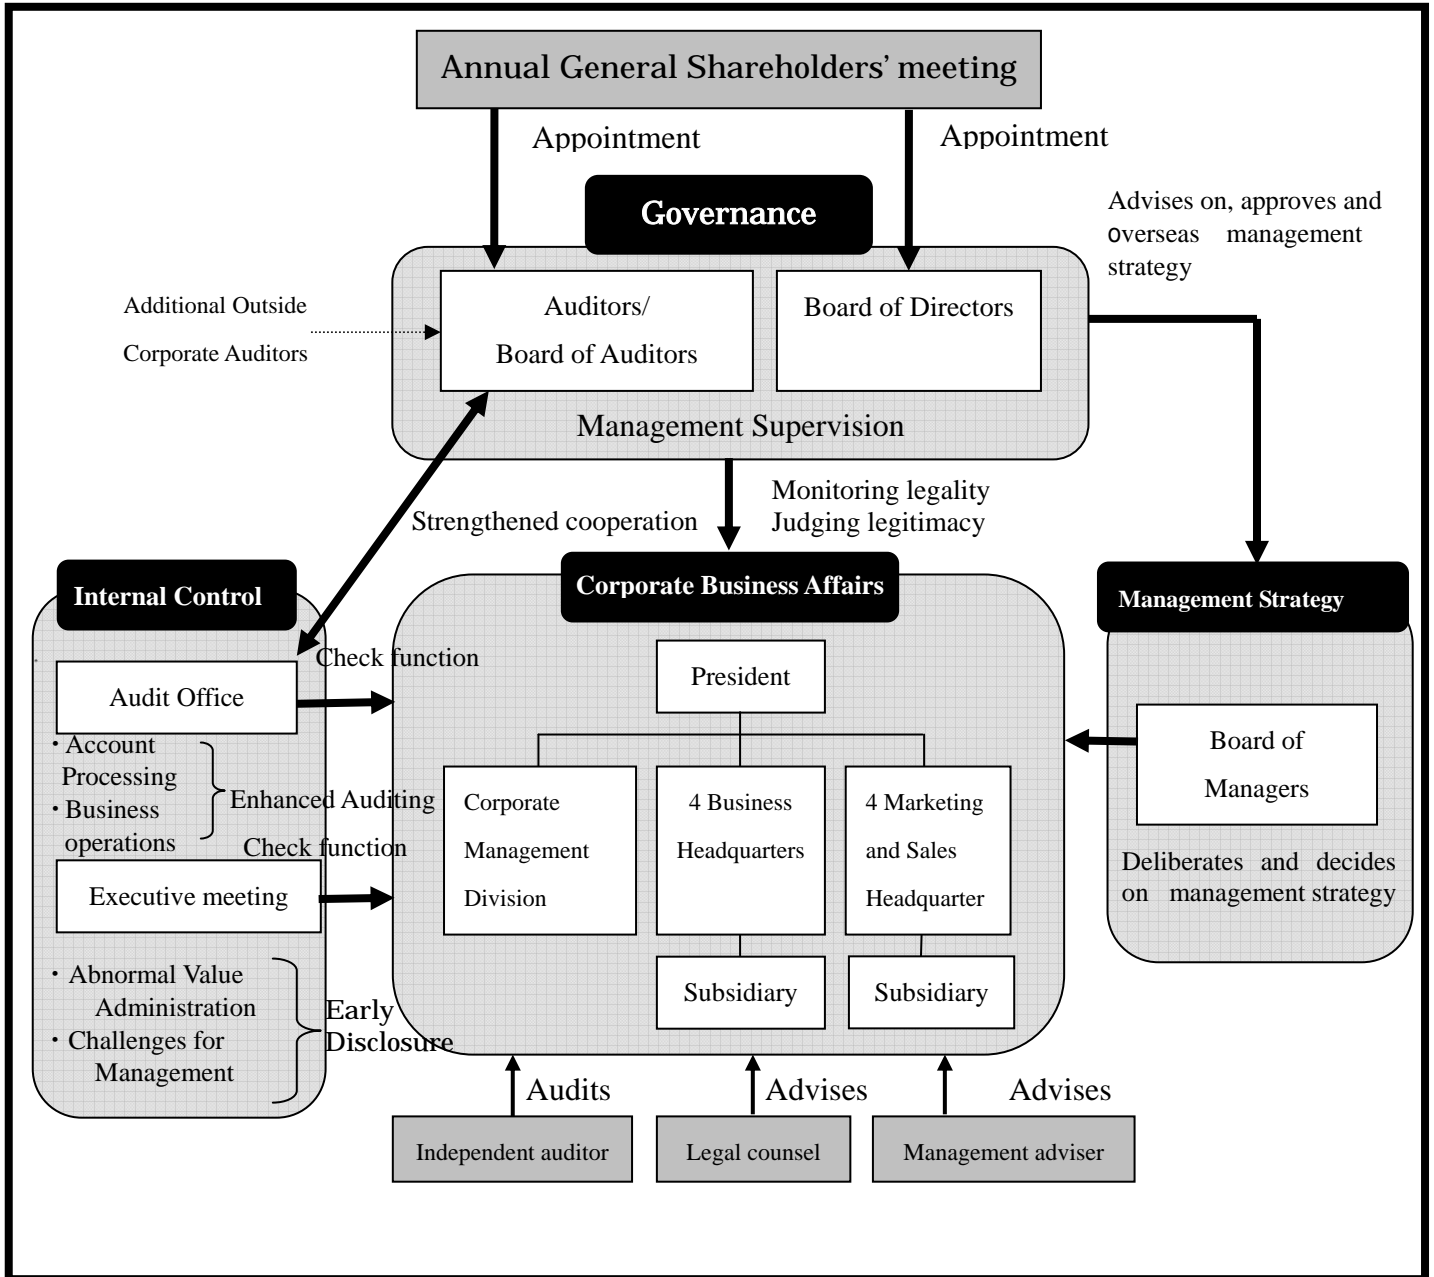 Annual General Shareholders' meeting
Appointment
Appointment
Governance
Advises on, approves and
overseas management
strategy
Additional Outside
Corporate Auditors
Auditors/
Board of Auditors
Board of Directors
Management Supervision
Strengthened cooperation
Monitoring legality
Judging legitimacy
Internal Control
Corporate Business Affairs
Management Strategy
Check function
Audit Office
・Account
Processing
・Business
operations
Enhanced Auditing
Check function
Executive meeting
・Abnormal Value
Administration
・Challenges for
Management
Early
Disclosure
President
Corporate
Management
Division
4 Business
Headquarters
4 Marketing
and Sales
Headquarter
Subsidiary
Subsidiary
Board of
Managers
Deliberates and decides
on management strategy
Audits
Advises
Advises
Independent auditor
Legal counsel
Management adviser